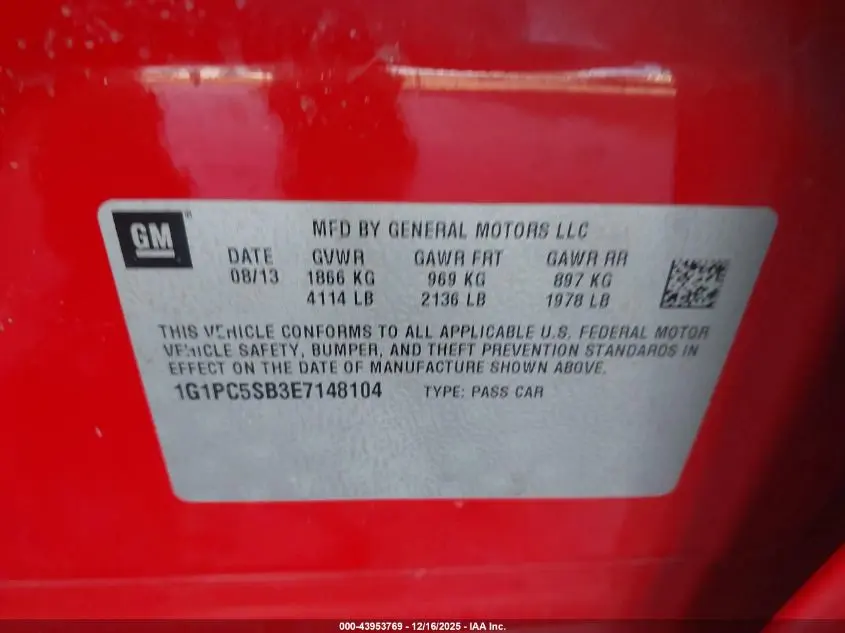 GM
MFD BY GENERAL MOTORS LLC
DATE GVWR GAWR FRT GAWR RR
08/13 1866 KG 969 KG 897 KG
4114 LB 2136 LB 1978 LB
THIS VEHICLE CONFORMS TO ALL APPLICABLE U.S. FEDERAL MOTOR
VEHICLE SAFETY, BUMPER, AND THEFT PREVENTION STANDARDS IN
EFFECT ON THE DATE OF MANUFACTURE SHOWN ABOVE.
1G1PC5SB3E7148104 TYPE: PASS CAR
000-43953769 - 12/16/2025 - IAA Inc.